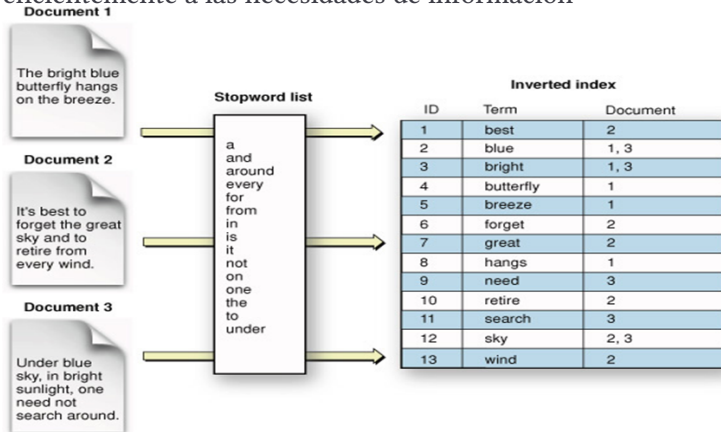 eficientemente a las necesidades de información
Document 1
The bright blue
butterfly hangs
on the breeze.
Document 2
It's best to
forget the great
sky and to
retire from
every wind.
Document 3
Under blue
sky, in bright
sunlight, one
need not
search around.
Stopword list
a
and
around
every
for
from
in
is
it
not
on
one
the
to
under
Inverted index
ID Term Document
1 best 2
2 blue 1, 3
3 bright 1, 3
4 butterfly 1
5 breeze 1
6 forget 2
7 great 2
8 hangs 1
9 need 3
10 retire 2
11 search 3
12 sky 2, 3
13 wind 2